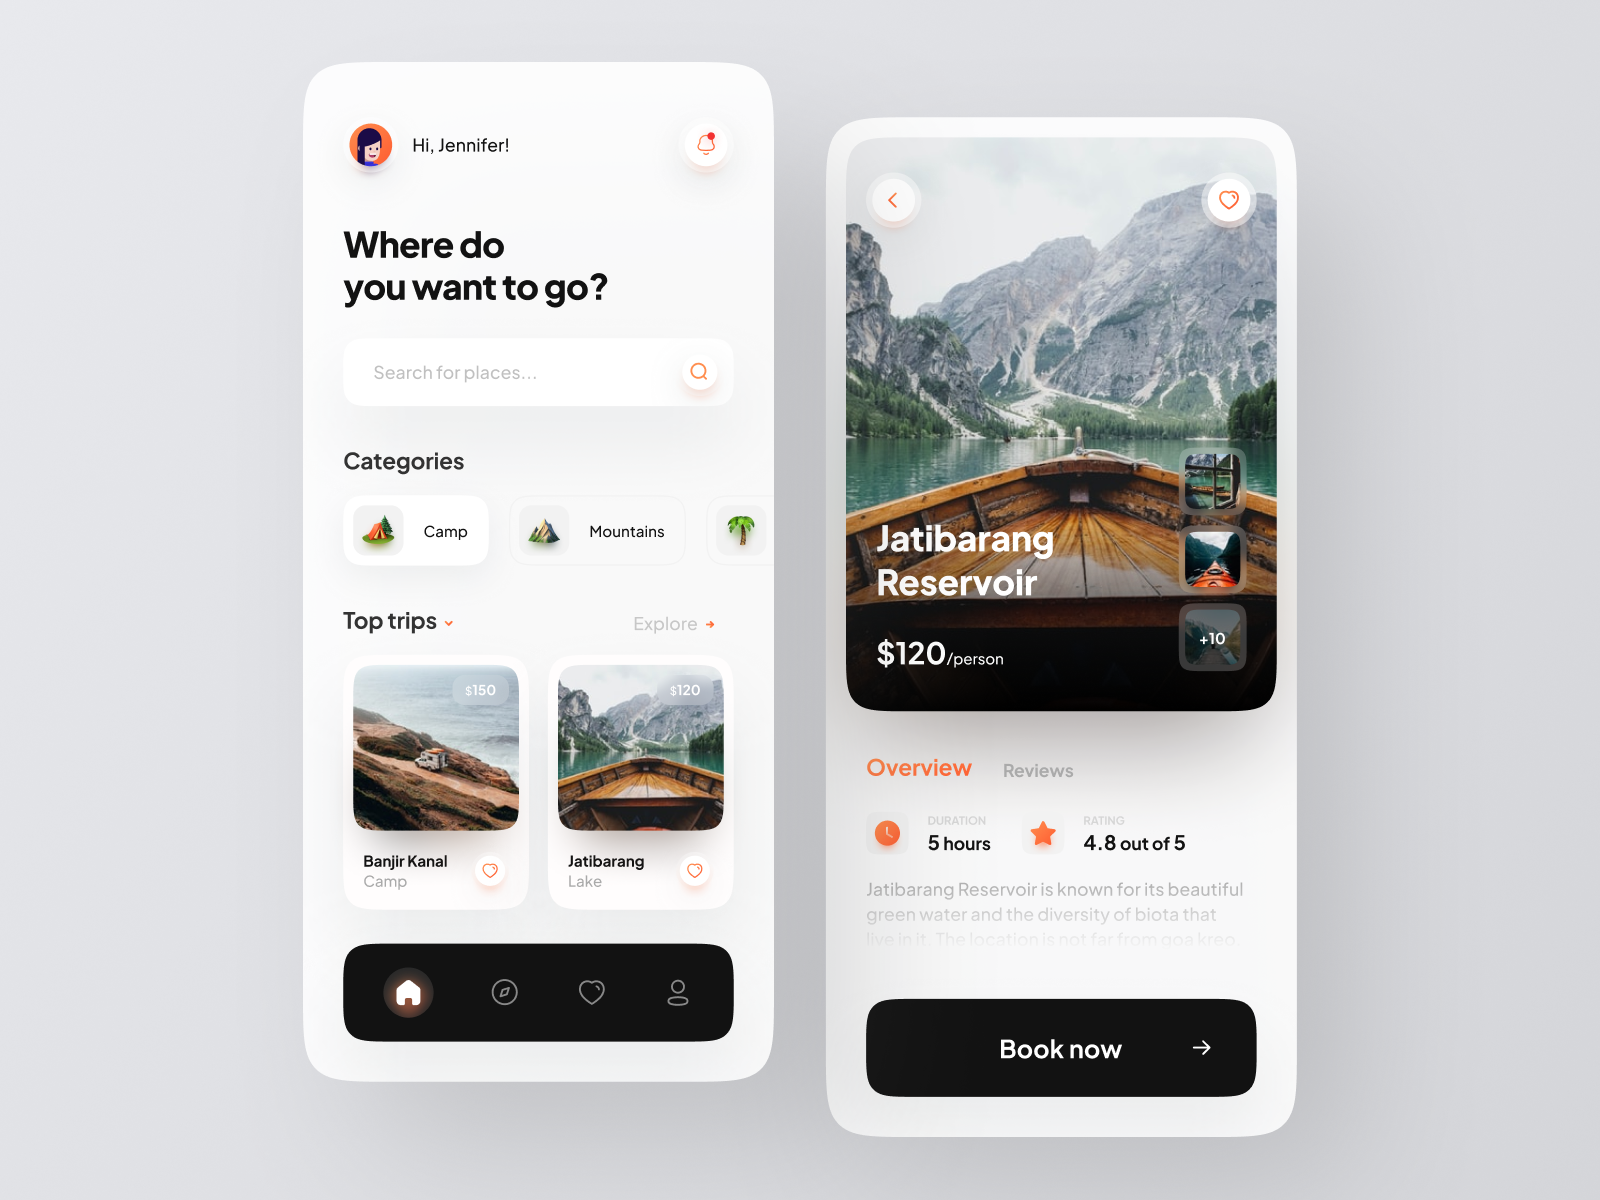 Hi, Jennifer!
Where do
you want to go?
Search for places...
Categories
Camp
Mountains
Top trips
Explore
$150
$120
Banjir Kanal
Camp
Jatibarang
Lake
Jatibarang
Reservoir
$120/person
+10
Overview
Reviews
DURATION
5 hours
RATING
4.8 out of 5
Jatibarang Reservoir is known for its beautiful
green water and the diversity of biota that
live in it. The location is not far from goa kreo.
Book now